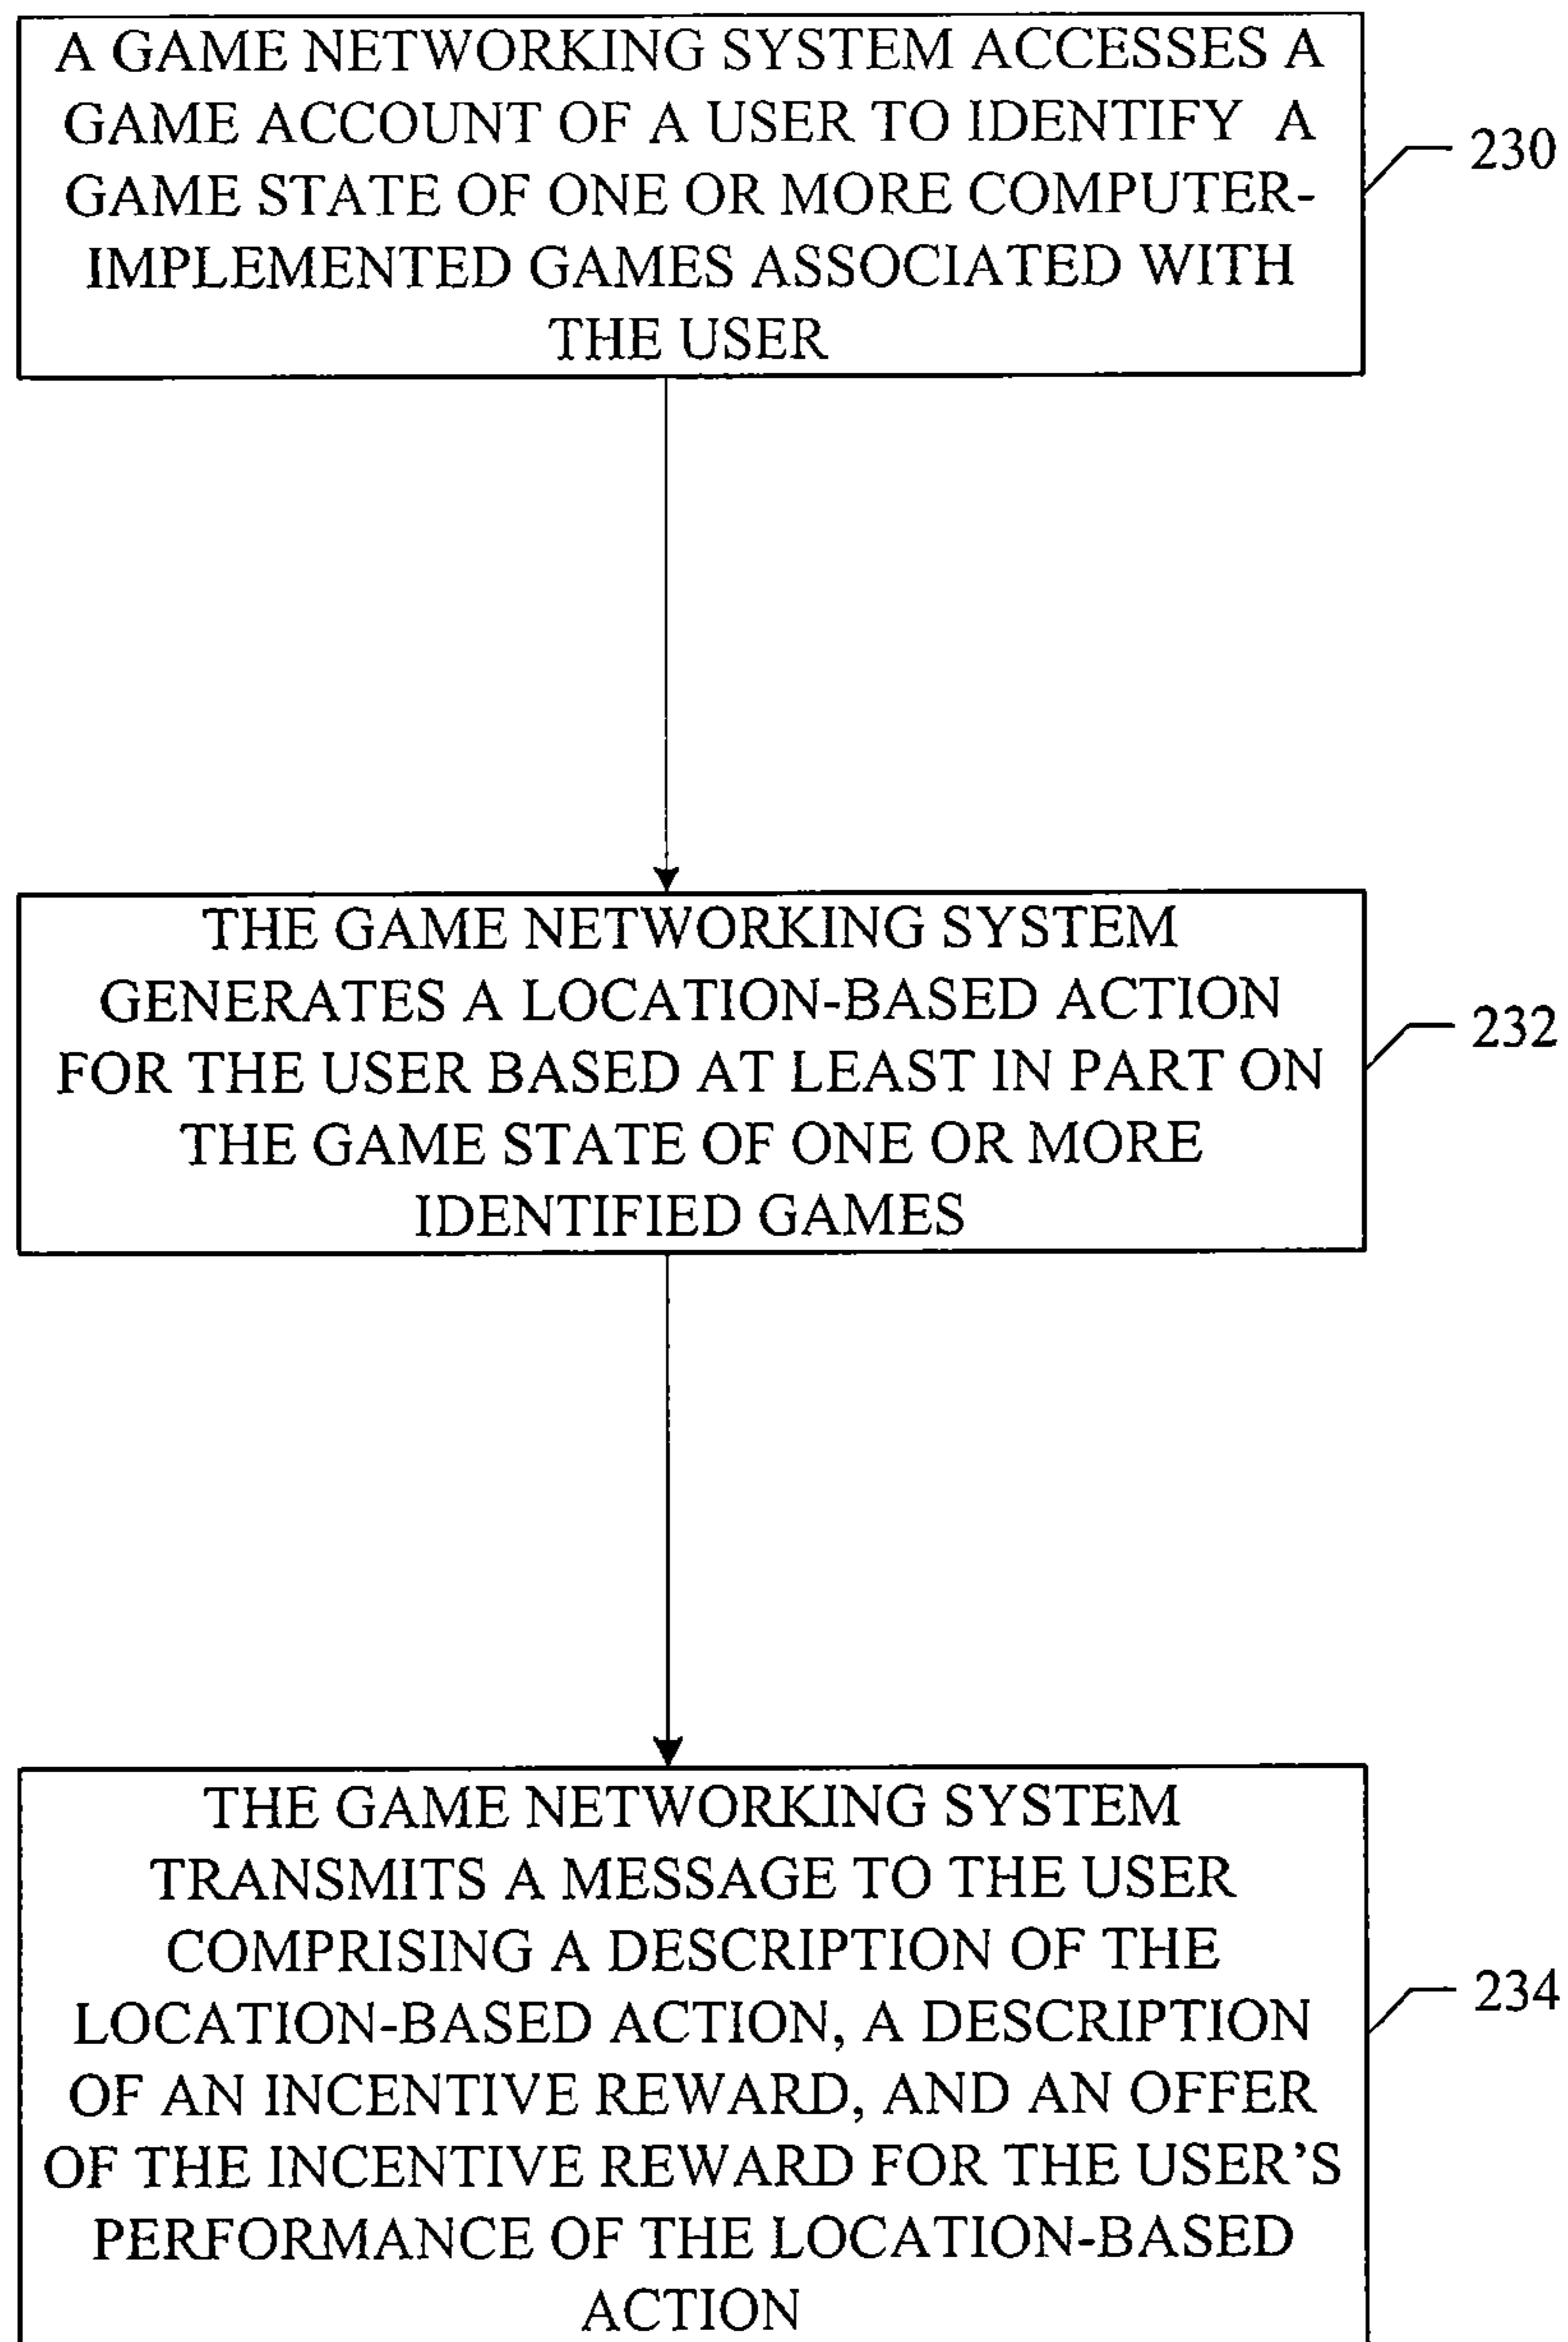 A GAME NETWORKING SYSTEM ACCESSES A
GAME ACCOUNT OF A USER TO IDENTIFY A
GAME STATE OF ONE OR MORE COMPUTER-
IMPLEMENTED GAMES ASSOCIATED WITH
THE USER
230
THE GAME NETWORKING SYSTEM
GENERATES A LOCATION-BASED ACTION
FOR THE USER BASED AT LEAST IN PART ON
THE GAME STATE OF ONE OR MORE
IDENTIFIED GAMES
232
THE GAME NETWORKING SYSTEM
TRANSMITS A MESSAGE TO THE USER
COMPRISING A DESCRIPTION OF THE
LOCATION-BASED ACTION, A DESCRIPTION
OF AN INCENTIVE REWARD, AND AN OFFER
OF THE INCENTIVE REWARD FOR THE USER’S
PERFORMANCE OF THE LOCATION-BASED
ACTION
234